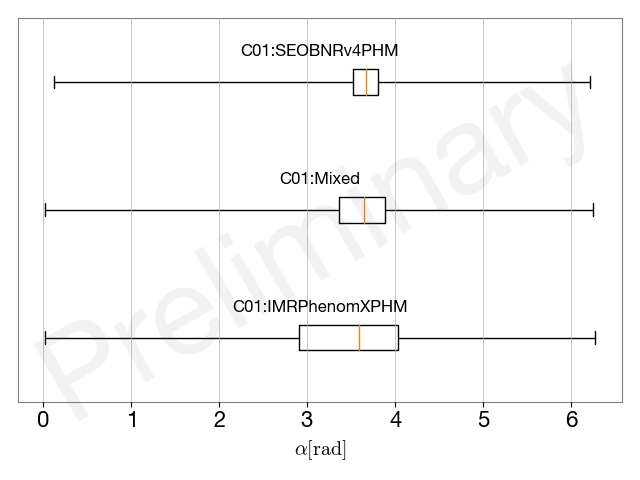 C01:SEOBNRv4PHM
C01:Mixed
C01:IMRPhenomXPHM
Preliminary
0 1 2 3 4 5 6
α[rad]